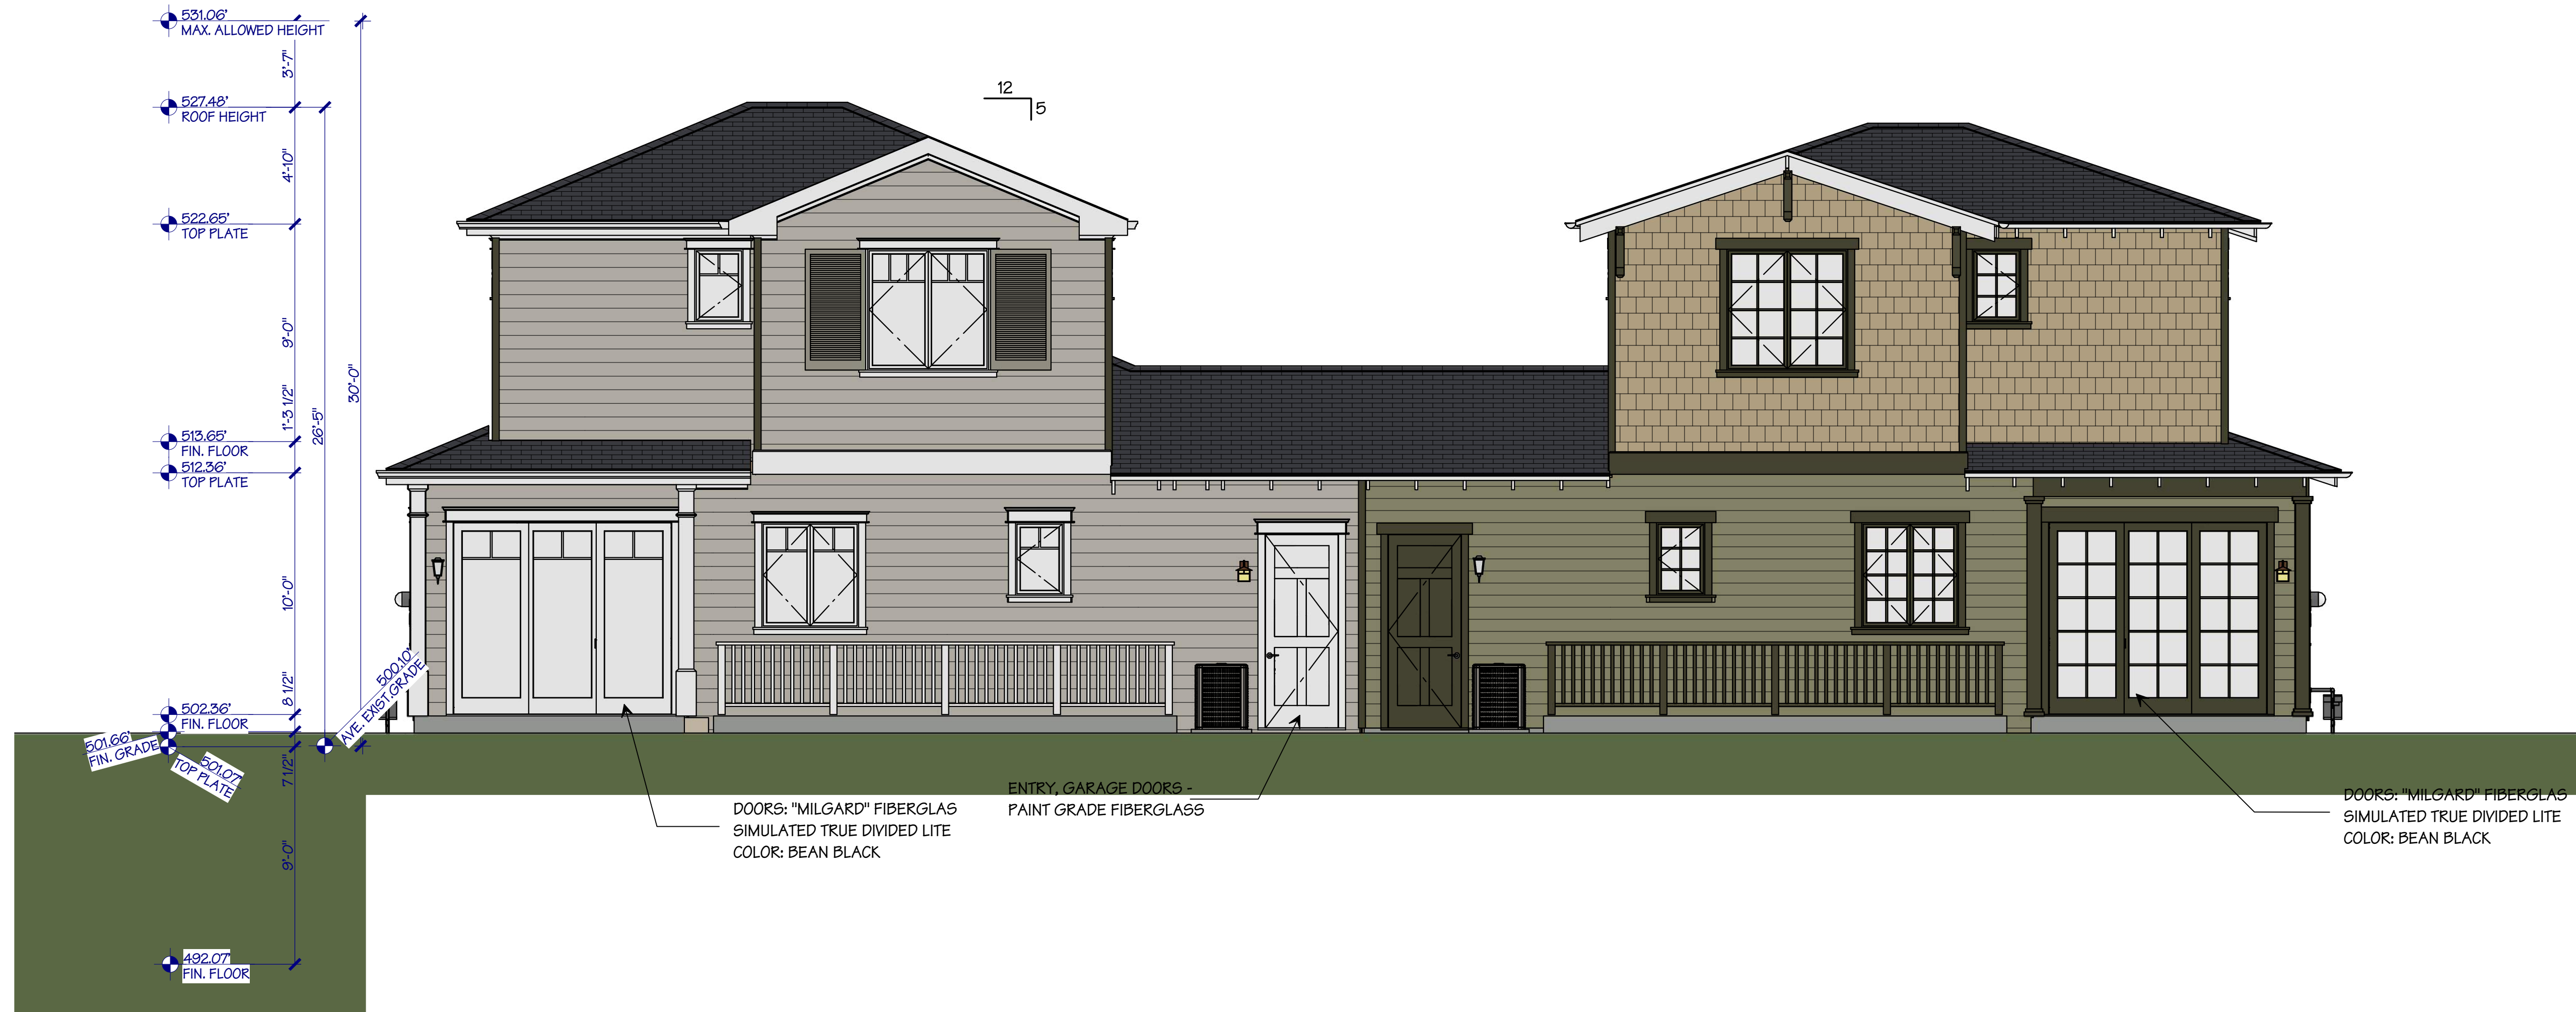 531.06'
MAX. ALLOWED HEIGHT
3'-7"
527.48'
ROOF HEIGHT
12
5
4'-10"
522.65'
TOP PLATE
9'-0"
30'-0"
26'-5"
1'-3 1/2"
513.65'
FIN. FLOOR
512.36'
TOP PLATE
10'-0"
500.10'
AVE. EXIST.GRADE
8 1/2"
502.36'
FIN. FLOOR
501.66'
FIN. GRADE
501.07'
TOP PLATE
7 1/2"
9'-0"
492.07'
FIN. FLOOR
DOORS: "MILGARD" FIBERGLAS
SIMULATED TRUE DIVIDED LITE
COLOR: BEAN BLACK
ENTRY, GARAGE DOORS -
PAINT GRADE FIBERGLASS
DOORS: "MILGARD" FIBERGLAS
SIMULATED TRUE DIVIDED LITE
COLOR: BEAN BLACK